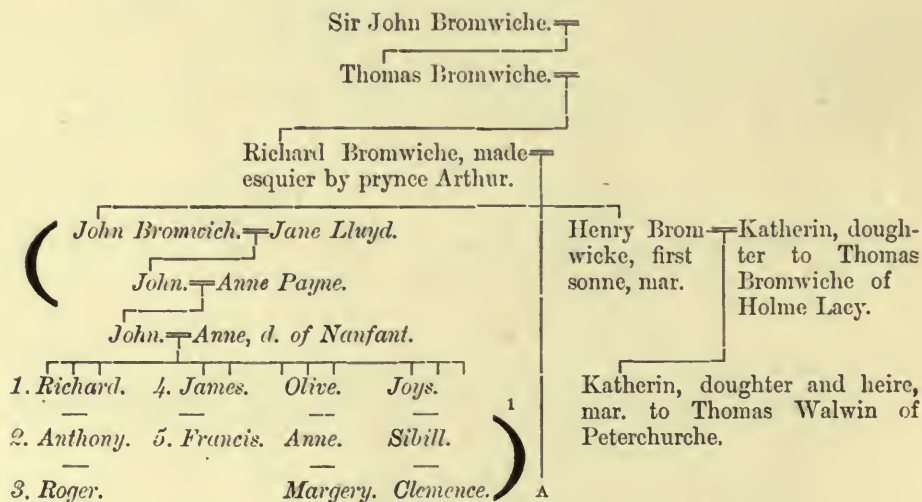 Sir John Bromwiche.
Thomas Bromwiche.
Richard Bromwiche, made
esquier by prynce Arthur.
John Bromwich. Jane Lluyd.
John. Anne Payne.
John. Anne, d. of Nanfant.
1. Richard. 4. James. Olive. Joys.
2. Anthony. 5. Francis. Anne. Sibill.
3. Roger. Margery. Clemence. 1
A
Henry Brom-
wicke, first
sonne, mar.
Katherin, dough-
ter to Thomas
Bromwiche of
Holme Lacy.
Katherin, doughter and heire,
mar. to Thomas Walwin of
Peterchurche.